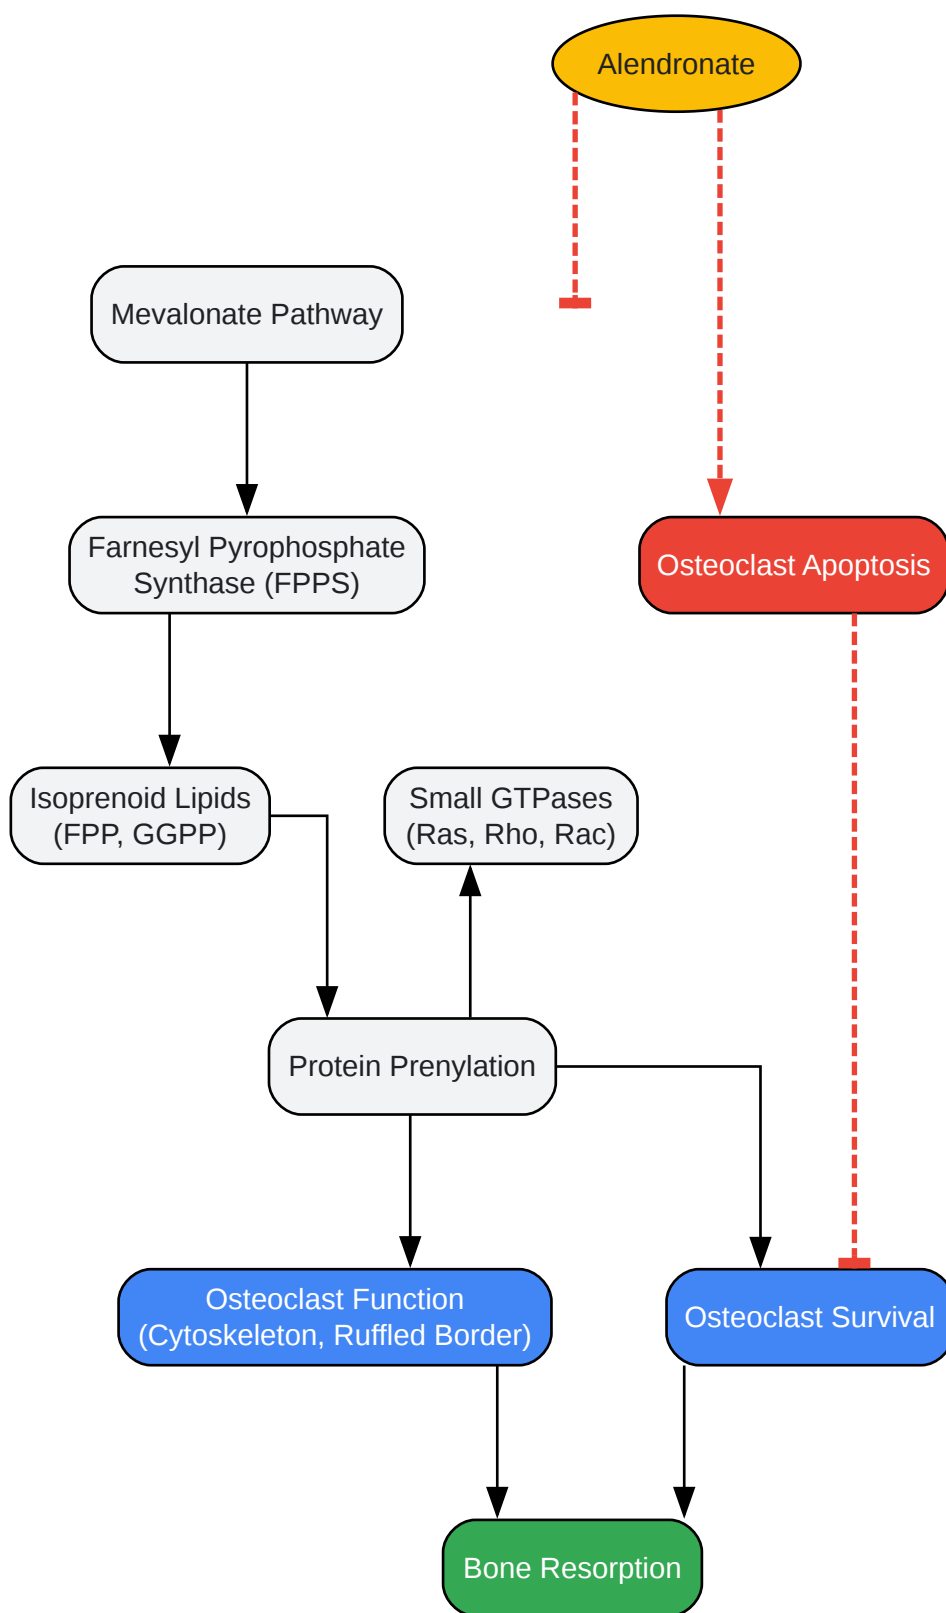 Alendronate
Mevalonate Pathway
Farnesyl Pyrophosphate
Synthase (FPPS)
Osteoclast Apoptosis
Isoprenoid Lipids
(FPP, GGPP)
Small GTPases
(Ras, Rho, Rac)
Protein Prenylation
Osteoclast Function
(Cytoskeleton, Ruffled Border)
Osteoclast Survival
Bone Resorption